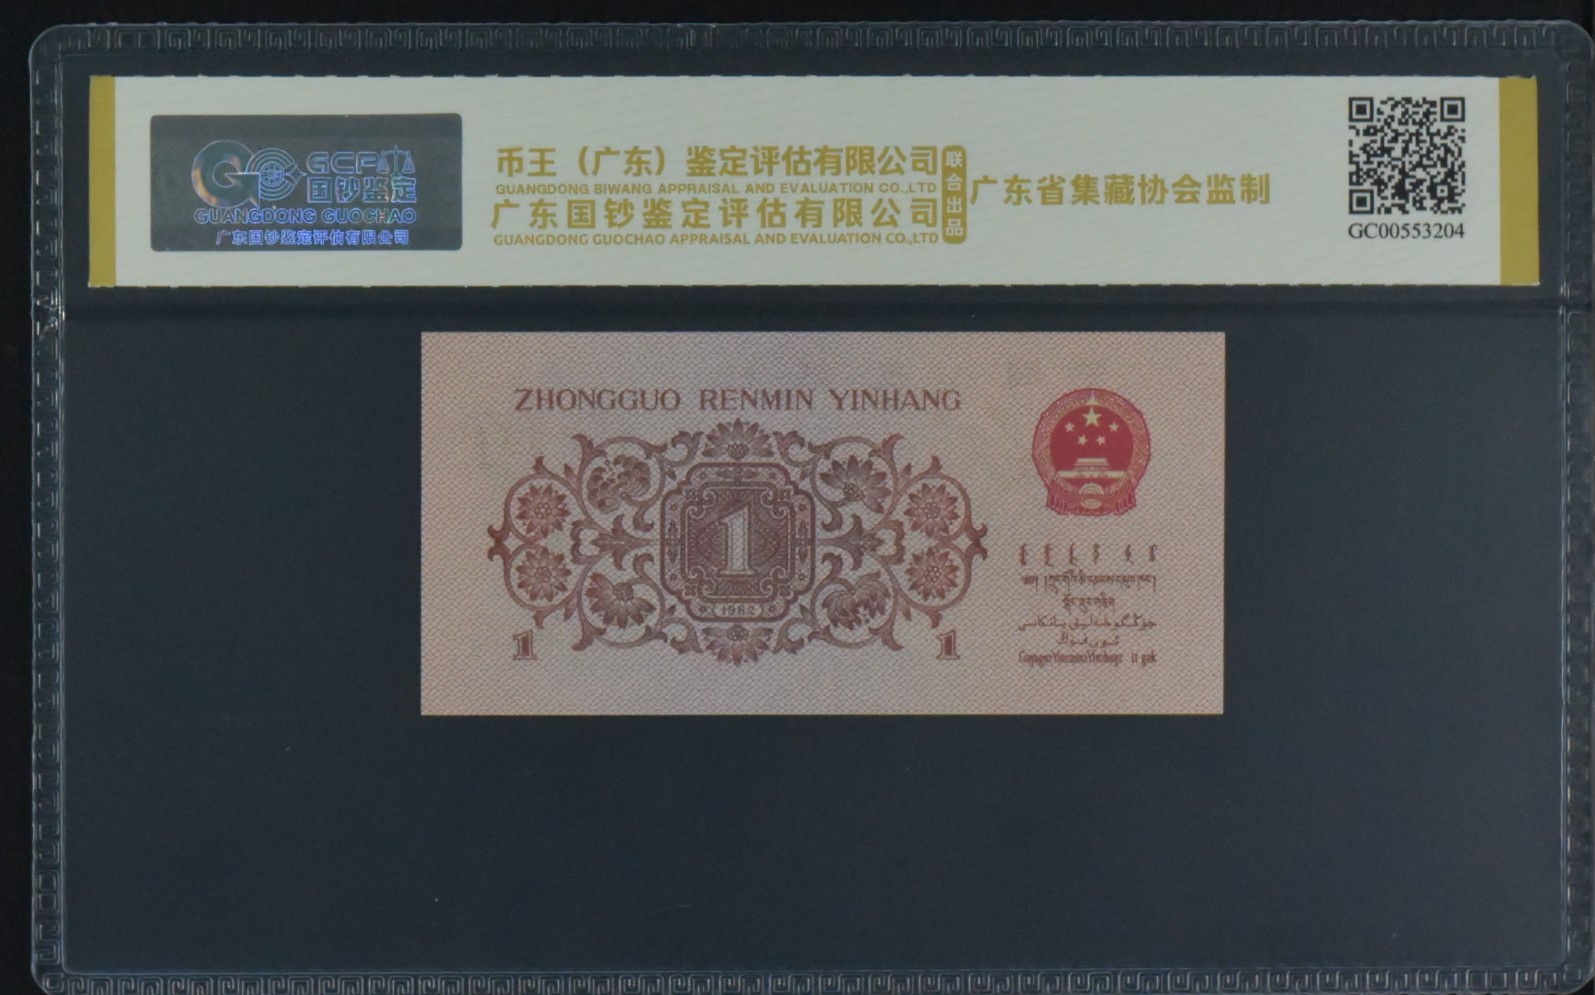 GCPA
国钞鉴定
GUANGDONG GUOCHAO
广东国钞鉴定评估有限公司
币王（广东）鉴定评估有限公司
GUANGDONG BIWANG APPRAISAL AND EVALUATION CO.,LTD
广东国钞鉴定评估有限公司
GUANGDONG GUOCHAO APPRAISAL AND EVALUATION CO.,LTD
联合出品
广东省集藏协会监制
GC00553204
ZHONGGUO RENMIN YINHANG
1
1962
1
1